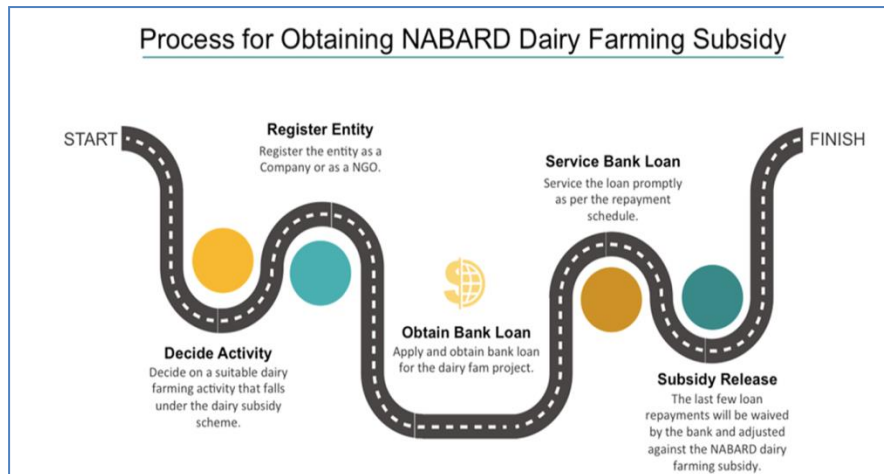 Process for Obtaining NABARD Dairy Farming Subsidy
START
Register Entity
Register the entity as a
Company or as a NGO.
Service Bank Loan
Service the loan promptly
as per the repayment
schedule.
FINISH
Decide Activity
Decide on a suitable dairy
farming activity that falls
under the dairy subsidy
scheme.
Obtain Bank Loan
Apply and obtain bank loan
for the dairy fam project.
Subsidy Release
The last few loan
repayments will be waived
by the bank and adjusted
against the NABARD dairy
farming subsidy.